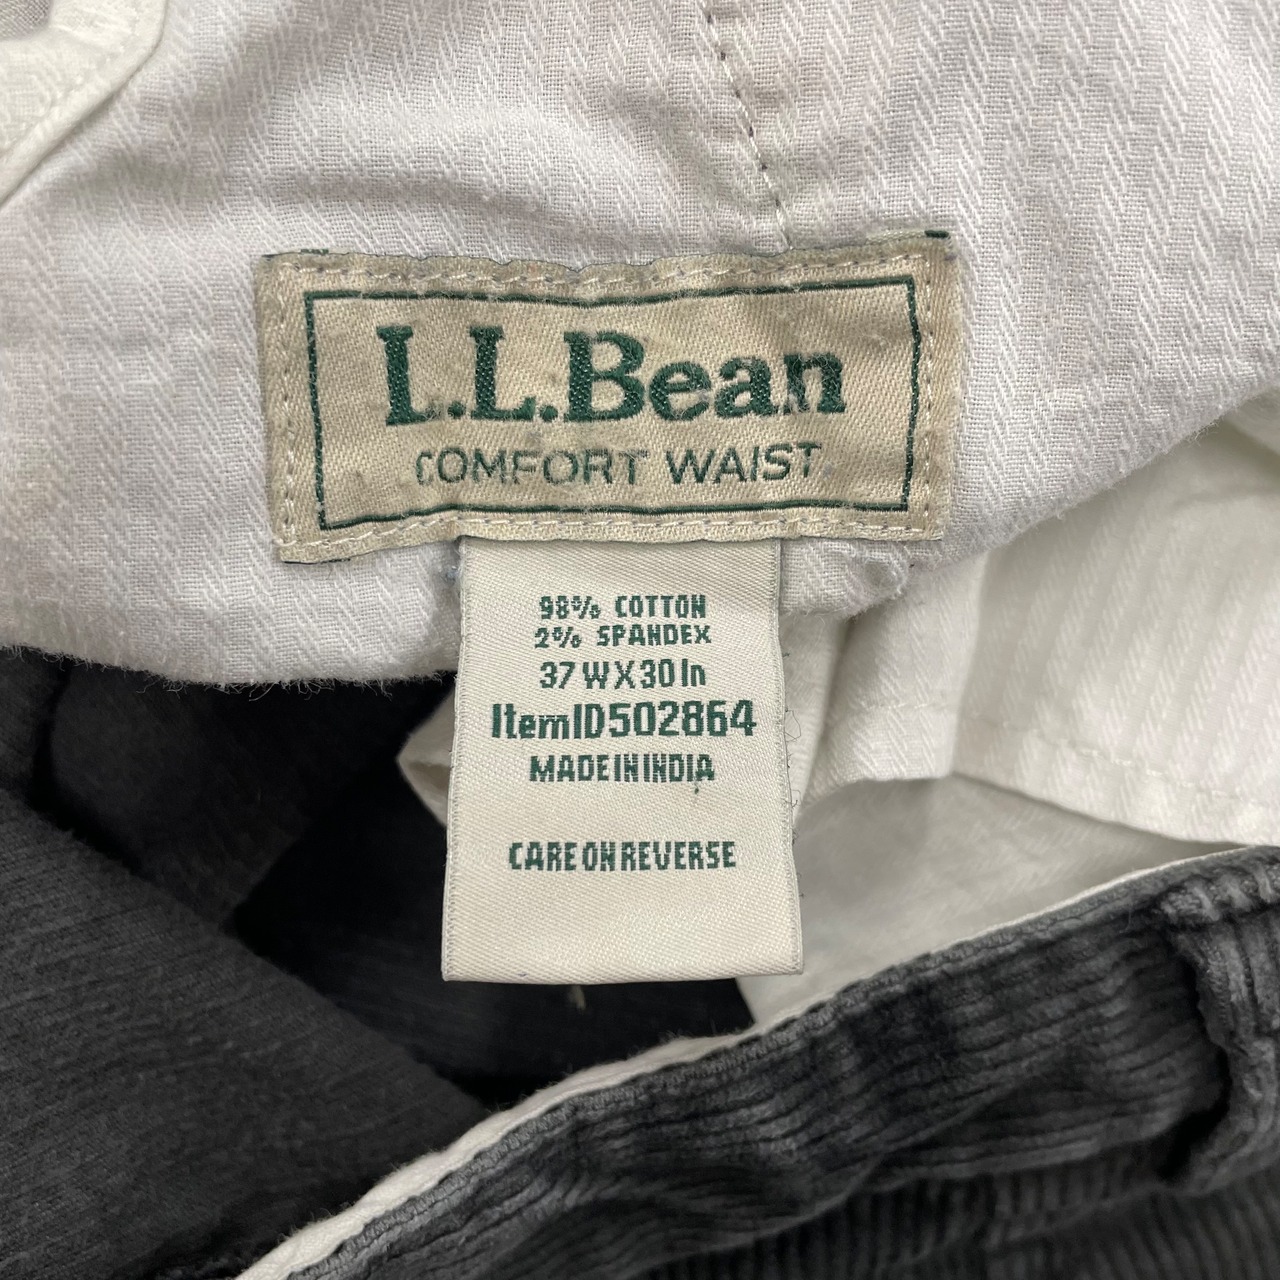 L.L.Bean
COMFORT WAIST
98% COTTON
2% SPANDEX
37 W X 30 In
ItemID502864
MADE IN INDIA
CARE ON REVERSE